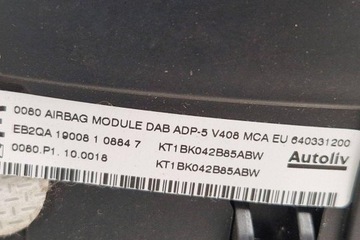 0080 AIRBAG MODULE DAB ADP-5 V408 MCA EU 640331200
EB2QA 19008 1 0884 7 KT1BK042B85ABW
0080.P1. 10.0018 KT1BK042B85ABW
Autoliv